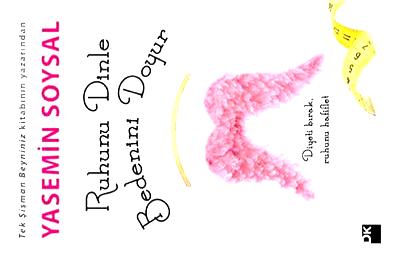 Tek Şişman Beyniniz kitabının yazarından
YASEMİN SOYSAL
Ruhunu Dinle
Bedenini Doyur
Diyeti bırak,
ruhunu hafiflet
DK